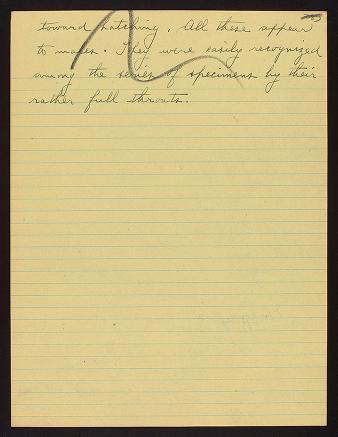 toward hatching. All these appear
to males. They were easily recognized
among the series of specimens by their
rather full throats.